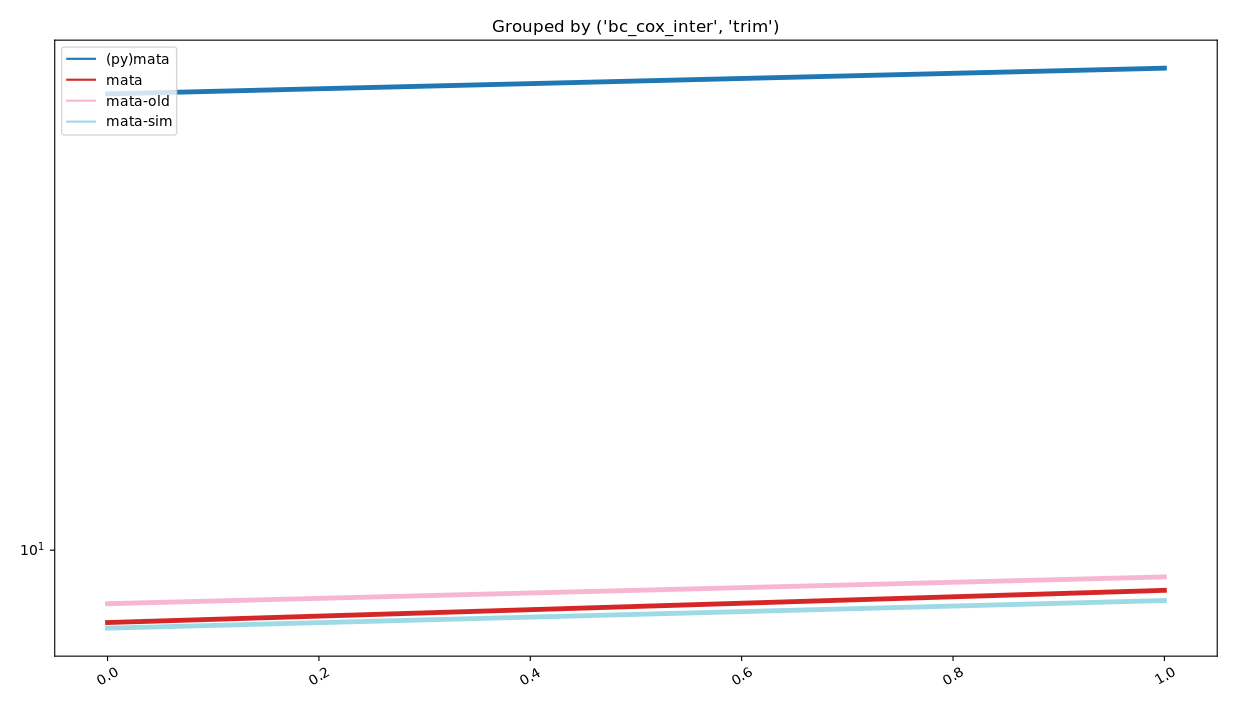 Grouped by ('bc_cox_inter', 'trim')
(py)mata
mata
mata-old
mata-sim
10¹
0.0 0.2 0.4 0.6 0.8 1.0